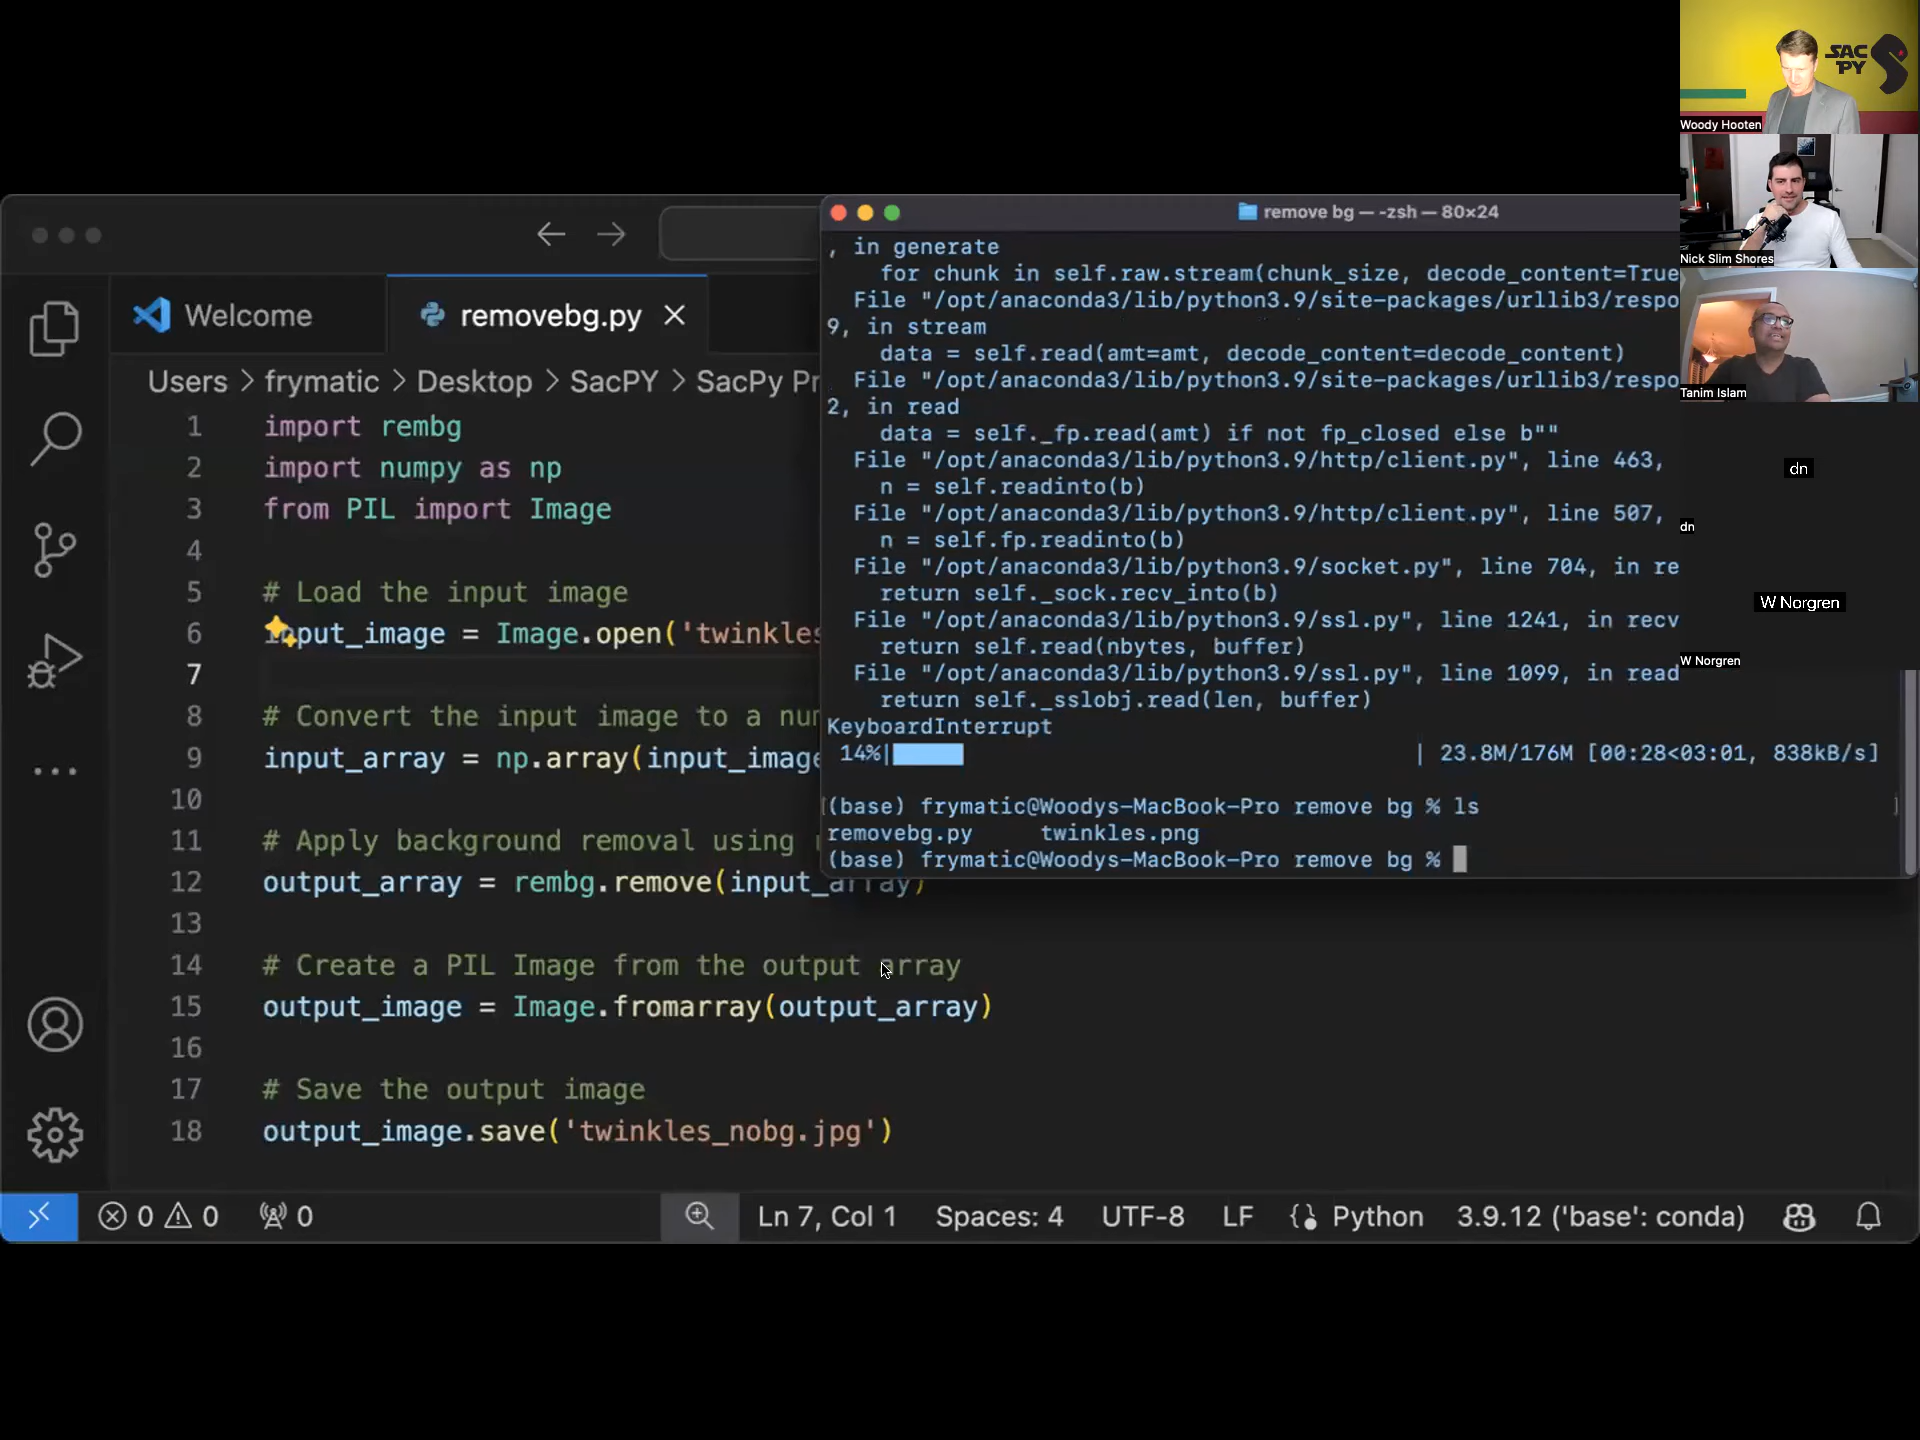 SAC
PY
Woody Hooten
Nick Slim Shores
Tanim Islam
dn
dn
W Norgren
W Norgren
Welcome
removebg.py
Users > frymatic > Desktop > SacPY > SacPy Pr
1 import rembg
2 import numpy as np
3 from PIL import Image
4
5 # Load the input image
6 input_image = Image.open('twinkles
7
8 # Convert the input image to a num
9 input_array = np.array(input_image
10
11 # Apply background removal using
12 output_array = rembg.remove(input_array)
13
14 # Create a PIL Image from the output array
15 output_image = Image.fromarray(output_array)
16
17 # Save the output image
18 output_image.save('twinkles_nobg.jpg')
remove bg — -zsh — 80×24
, in generate
for chunk in self.raw.stream(chunk_size, decode_content=True
File "/opt/anaconda3/lib/python3.9/site-packages/urllib3/respo
9, in stream
data = self.read(amt=amt, decode_content=decode_content)
File "/opt/anaconda3/lib/python3.9/site-packages/urllib3/respo
2, in read
data = self._fp.read(amt) if not fp_closed else b""
File "/opt/anaconda3/lib/python3.9/http/client.py", line 463,
n = self.readinto(b)
File "/opt/anaconda3/lib/python3.9/http/client.py", line 507,
n = self.fp.readinto(b)
File "/opt/anaconda3/lib/python3.9/socket.py", line 704, in re
return self._sock.recv_into(b)
File "/opt/anaconda3/lib/python3.9/ssl.py", line 1241, in recv
return self.read(nbytes, buffer)
File "/opt/anaconda3/lib/python3.9/ssl.py", line 1099, in read
return self._sslobj.read(len, buffer)
KeyboardInterrupt
14%| | 23.8M/176M [00:28<03:01, 838kB/s]
[(base) frymatic@Woodys-MacBook-Pro remove bg % ls ]
removebg.py twinkles.png
(base) frymatic@Woodys-MacBook-Pro remove bg %
0 0 0 Ln 7, Col 1 Spaces: 4 UTF-8 LF Python 3.9.12 ('base': conda)